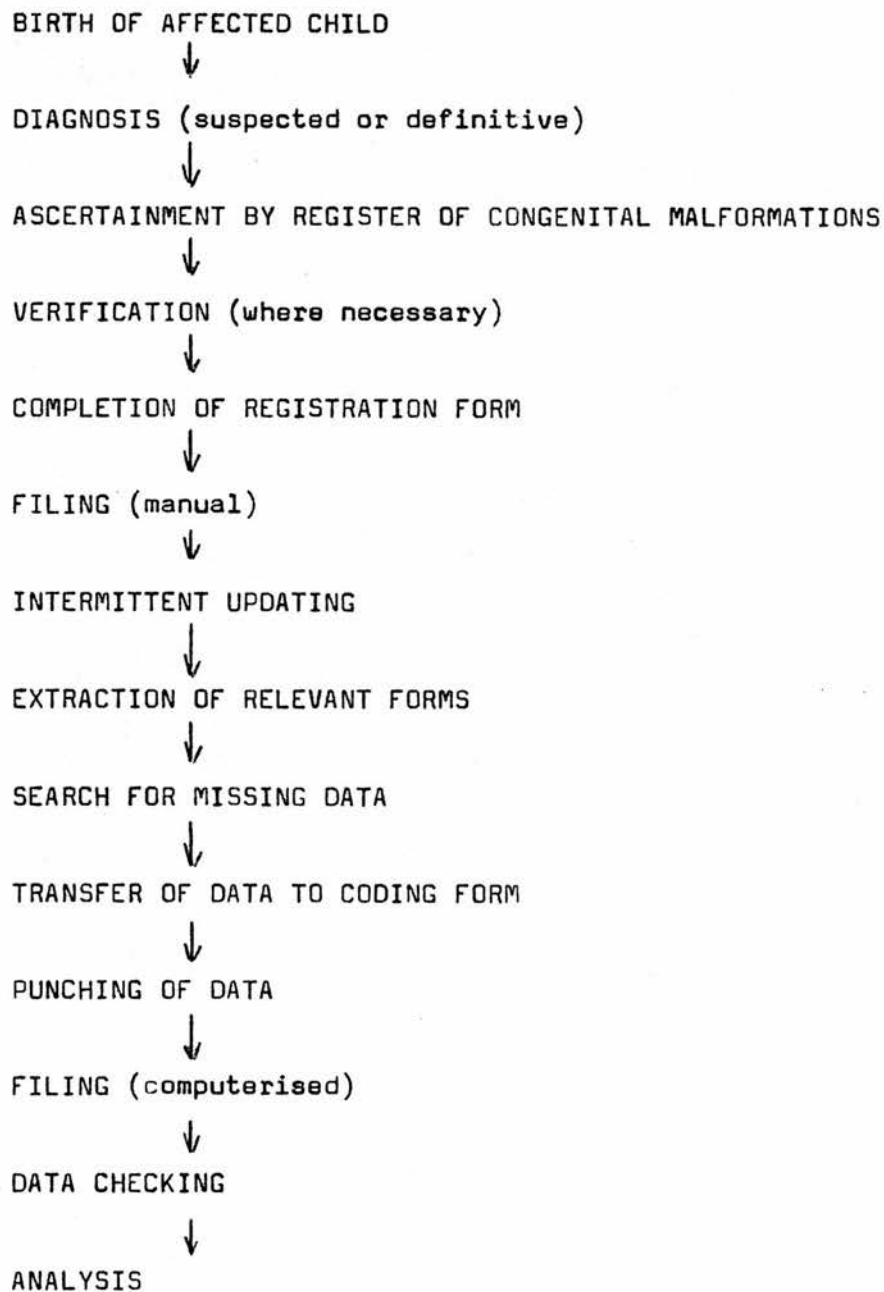 BIRTH OF AFFECTED CHILD
DIAGNOSIS (suspected or definitive)
ASCERTAINMENT BY REGISTER OF CONGENITAL MALFORMATIONS
VERIFICATION (where necessary)
COMPLETION OF REGISTRATION FORM
FILING (manual)
INTERMITTENT UPDATING
EXTRACTION OF RELEVANT FORMS
SEARCH FOR MISSING DATA
TRANSFER OF DATA TO CODING FORM
PUNCHING OF DATA
FILING (computerised)
DATA CHECKING
ANALYSIS